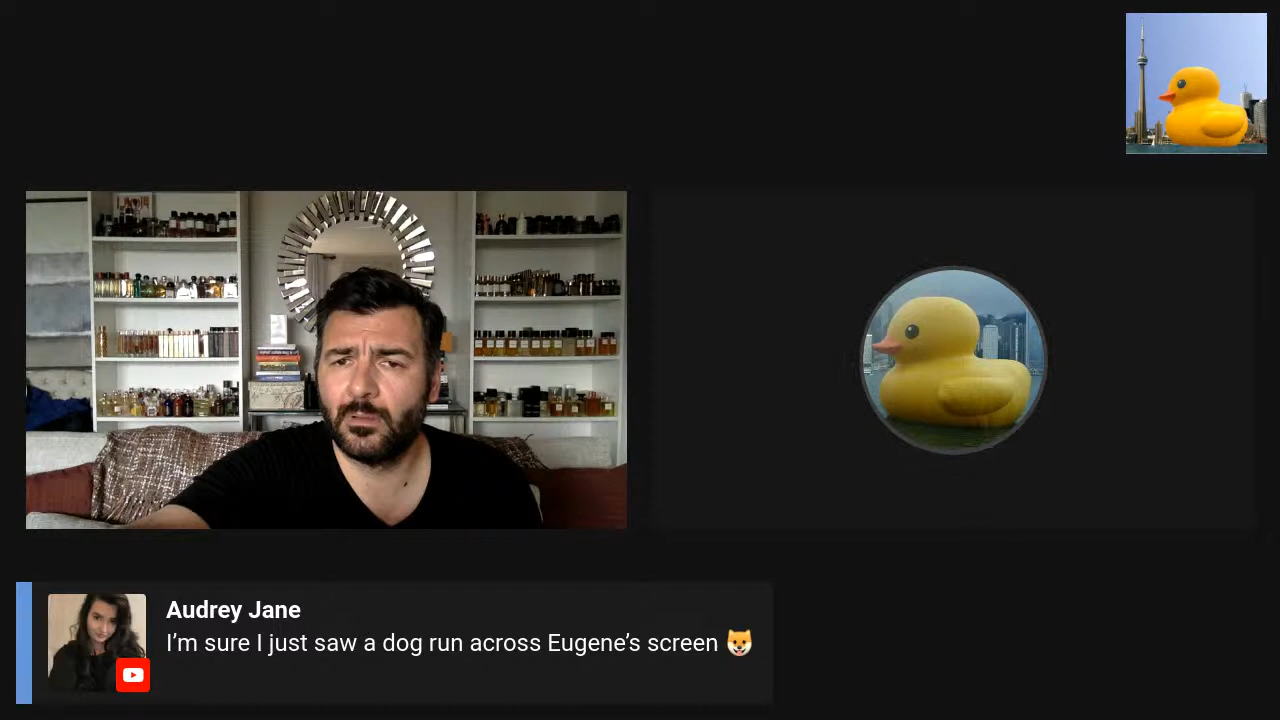 Audrey Jane
I’m sure I just saw a dog run across Eugene’s screen 🐶